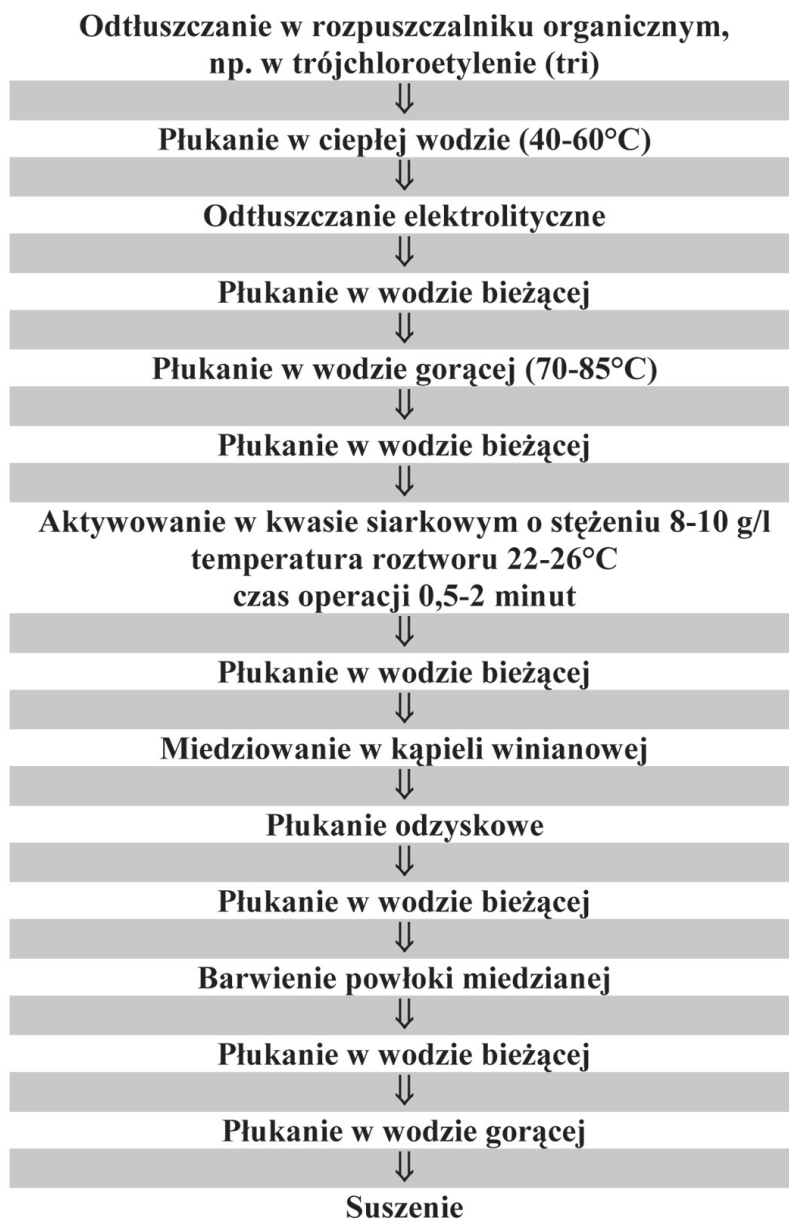 Odtłuszczanie w rozpuszczalniku organicznym,
np. w trójchloroetylenie (tri)
⇓
Płukanie w ciepłej wodzie (40-60°C)
⇓
Odtłuszczanie elektrolityczne
⇓
Płukanie w wodzie bieżącej
⇓
Płukanie w wodzie gorącej (70-85°C)
⇓
Płukanie w wodzie bieżącej
⇓
Aktywowanie w kwasie siarkowym o stężeniu 8-10 g/l
temperatura roztworu 22-26°C
czas operacji 0,5-2 minut
⇓
Płukanie w wodzie bieżącej
⇓
Miedziowanie w kąpieli winianowej
⇓
Płukanie odzyskowe
⇓
Płukanie w wodzie bieżącej
⇓
Barwienie powłoki miedzianej
⇓
Płukanie w wodzie bieżącej
⇓
Płukanie w wodzie gorącej
⇓
Suszenie